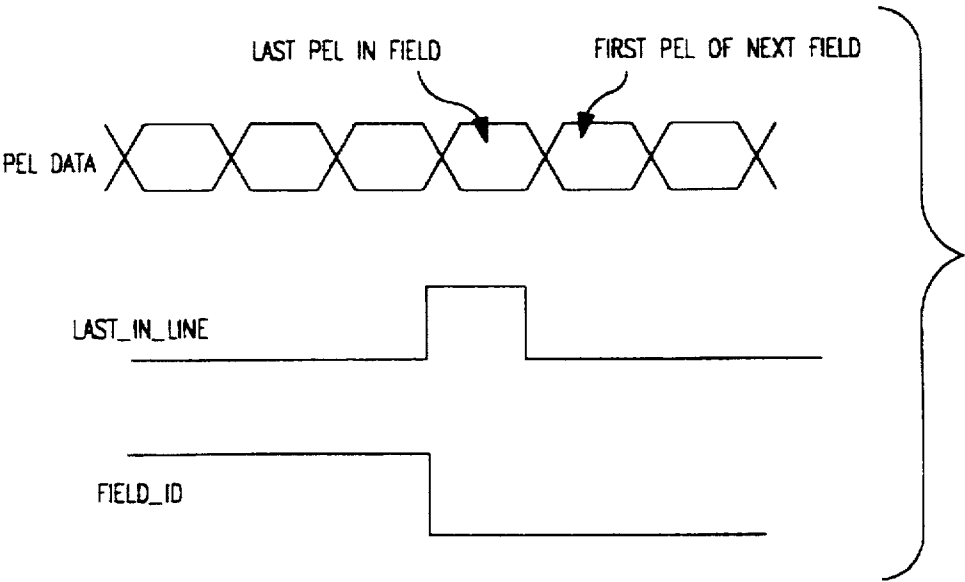 LAST PEL IN FIELD
FIRST PEL OF NEXT FIELD
PEL DATA
LAST_IN_LINE
FIELD_ID